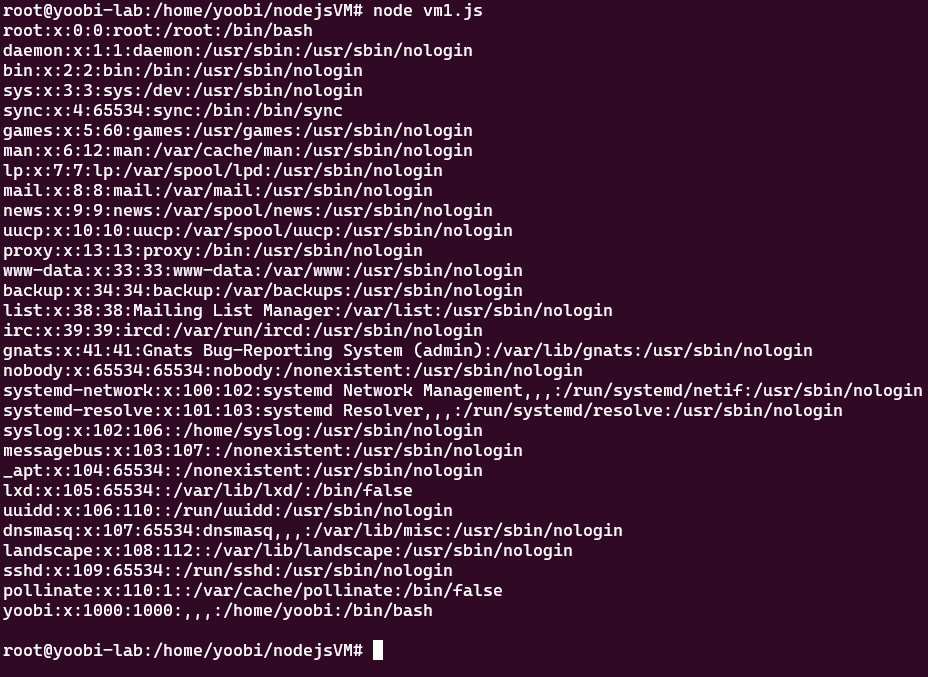 root@yoobi-lab:/home/yoobi/nodejsVM# node vm1.js
root:x:0:0:root:/root:/bin/bash
daemon:x:1:1:daemon:/usr/sbin:/usr/sbin/nologin
bin:x:2:2:bin:/bin:/usr/sbin/nologin
sys:x:3:3:sys:/dev:/usr/sbin/nologin
sync:x:4:65534:sync:/bin:/bin/sync
games:x:5:60:games:/usr/games:/usr/sbin/nologin
man:x:6:12:man:/var/cache/man:/usr/sbin/nologin
lp:x:7:7:lp:/var/spool/lpd:/usr/sbin/nologin
mail:x:8:8:mail:/var/mail:/usr/sbin/nologin
news:x:9:9:news:/var/spool/news:/usr/sbin/nologin
uucp:x:10:10:uucp:/var/spool/uucp:/usr/sbin/nologin
proxy:x:13:13:proxy:/bin:/usr/sbin/nologin
www-data:x:33:33:www-data:/var/www:/usr/sbin/nologin
backup:x:34:34:backup:/var/backups:/usr/sbin/nologin
list:x:38:38:Mailing List Manager:/var/list:/usr/sbin/nologin
irc:x:39:39:ircd:/var/run/ircd:/usr/sbin/nologin
gnats:x:41:41:Gnats Bug-Reporting System (admin):/var/lib/gnats:/usr/sbin/nologin
nobody:x:65534:65534:nobody:/nonexistent:/usr/sbin/nologin
systemd-network:x:100:102:systemd Network Management,,,:/run/systemd/netif:/usr/sbin/nologin
systemd-resolve:x:101:103:systemd Resolver,,,:/run/systemd/resolve:/usr/sbin/nologin
syslog:x:102:106::/home/syslog:/usr/sbin/nologin
messagebus:x:103:107::/nonexistent:/usr/sbin/nologin
_apt:x:104:65534::/nonexistent:/usr/sbin/nologin
lxd:x:105:65534::/var/lib/lxd/:/bin/false
uuidd:x:106:110::/run/uuidd:/usr/sbin/nologin
dnsmasq:x:107:65534:dnsmasq,,,:/var/lib/misc:/usr/sbin/nologin
landscape:x:108:112::/var/lib/landscape:/usr/sbin/nologin
sshd:x:109:65534::/run/sshd:/usr/sbin/nologin
pollinate:x:110:1::/var/cache/pollinate:/bin/false
yoobi:x:1000:1000:,,,:/home/yoobi:/bin/bash
root@yoobi-lab:/home/yoobi/nodejsVM#